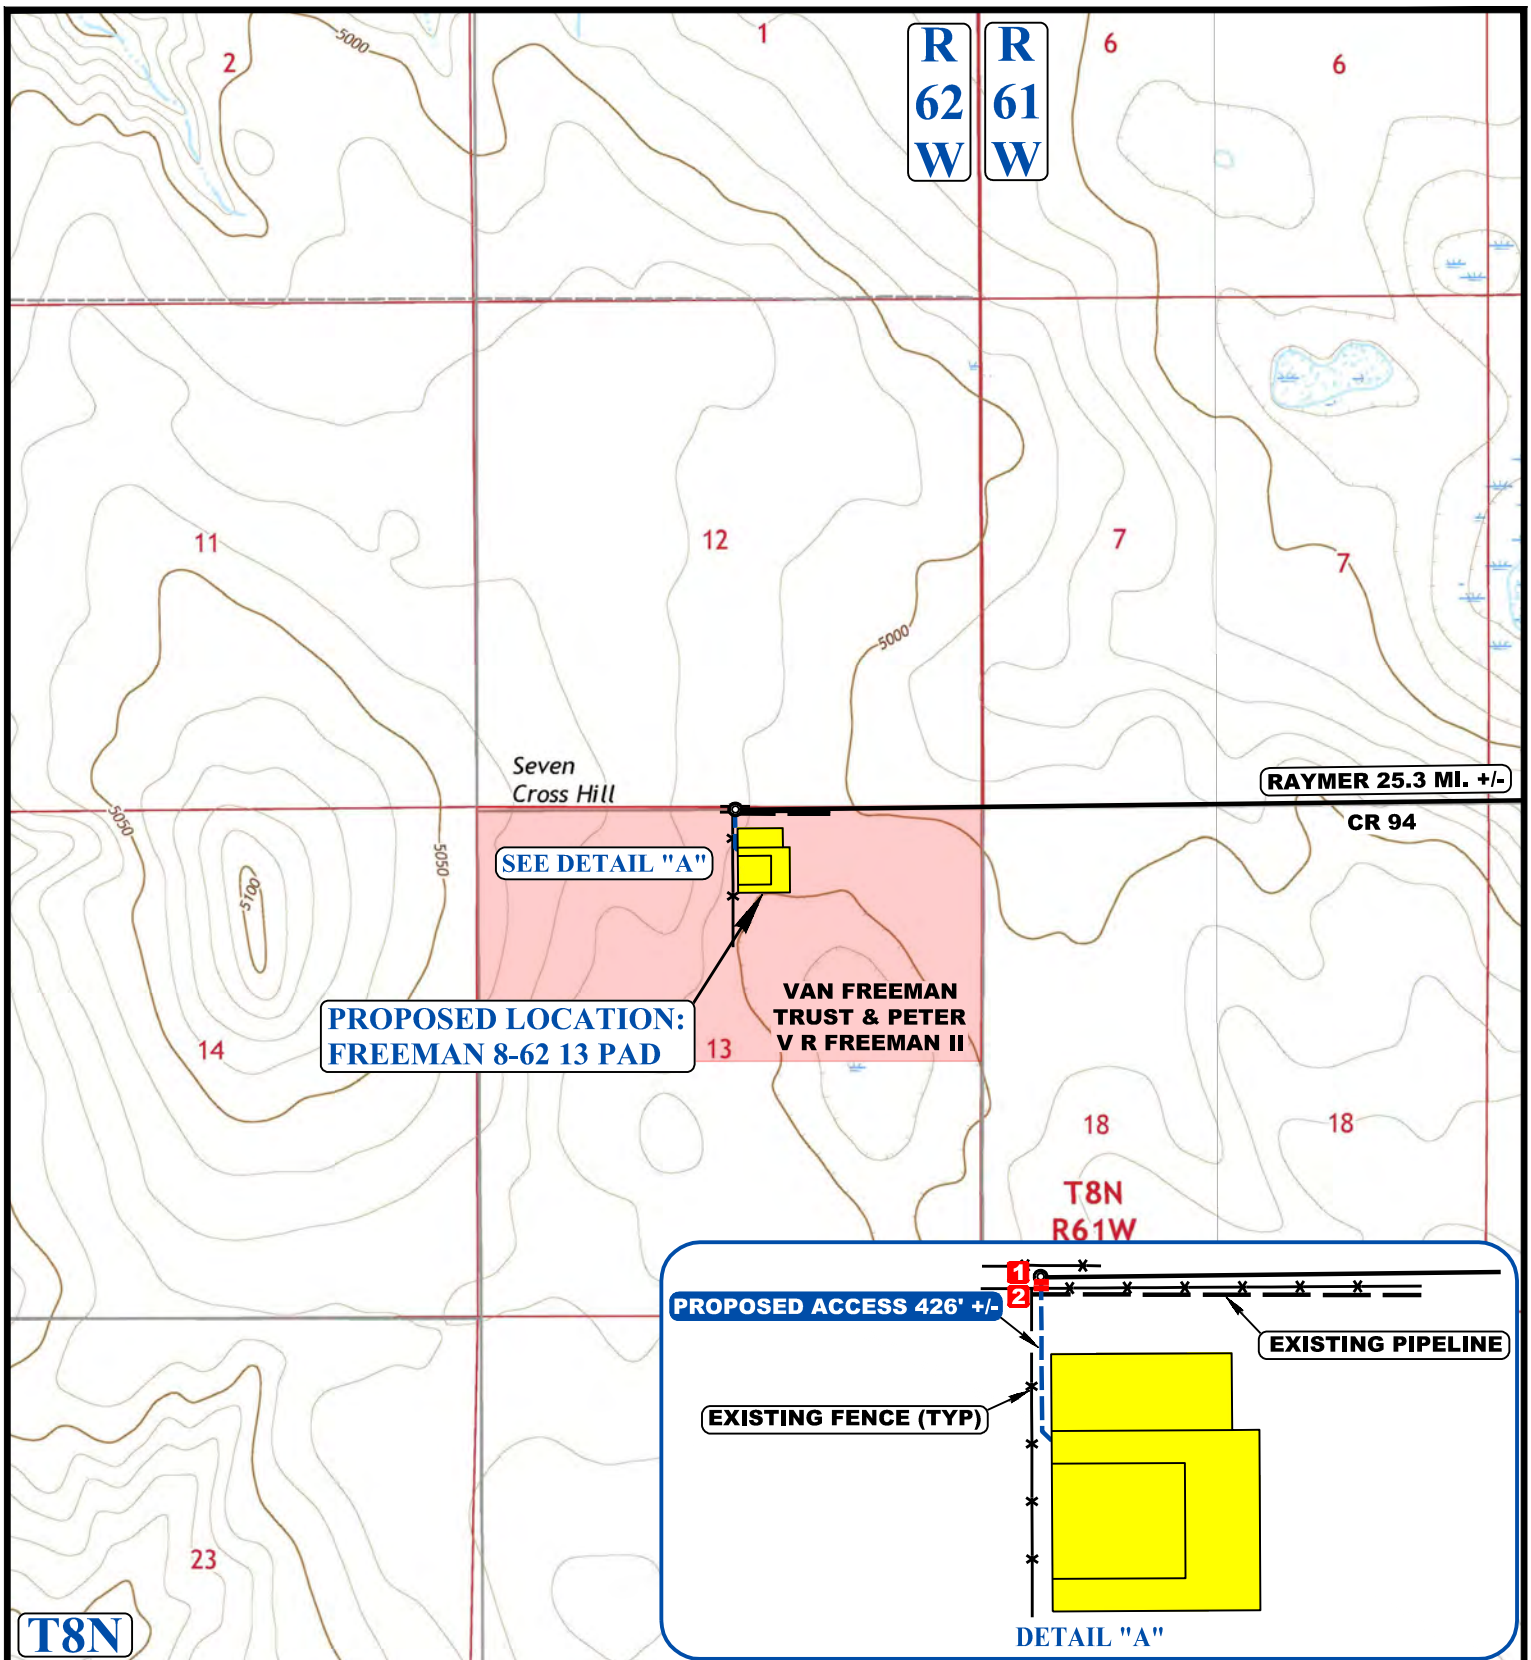 2
5000
1
R
62
W
R
61
W
6
6
11
12
7
7
5000
Seven
Cross Hill
RAYMER 25.3 MI. +/-
CR 94
5050
5050
5100
SEE DETAIL "A"
PROPOSED LOCATION:
FREEMAN 8-62 13 PAD
VAN FREEMAN
TRUST & PETER
V R FREEMAN II
14
13
18
18
T8N
R61W
1
2
PROPOSED ACCESS 426' +/-
EXISTING PIPELINE
EXISTING FENCE (TYP)
DETAIL "A"
23
T8N